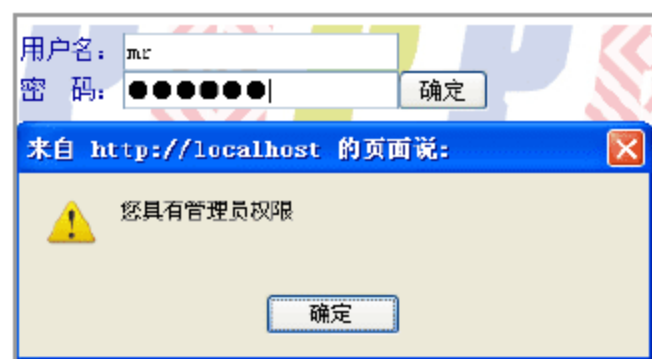 用户名：mr
密 码：●●●●●● 确定
来自 http://localhost 的页面说:
您具有管理员权限
确定